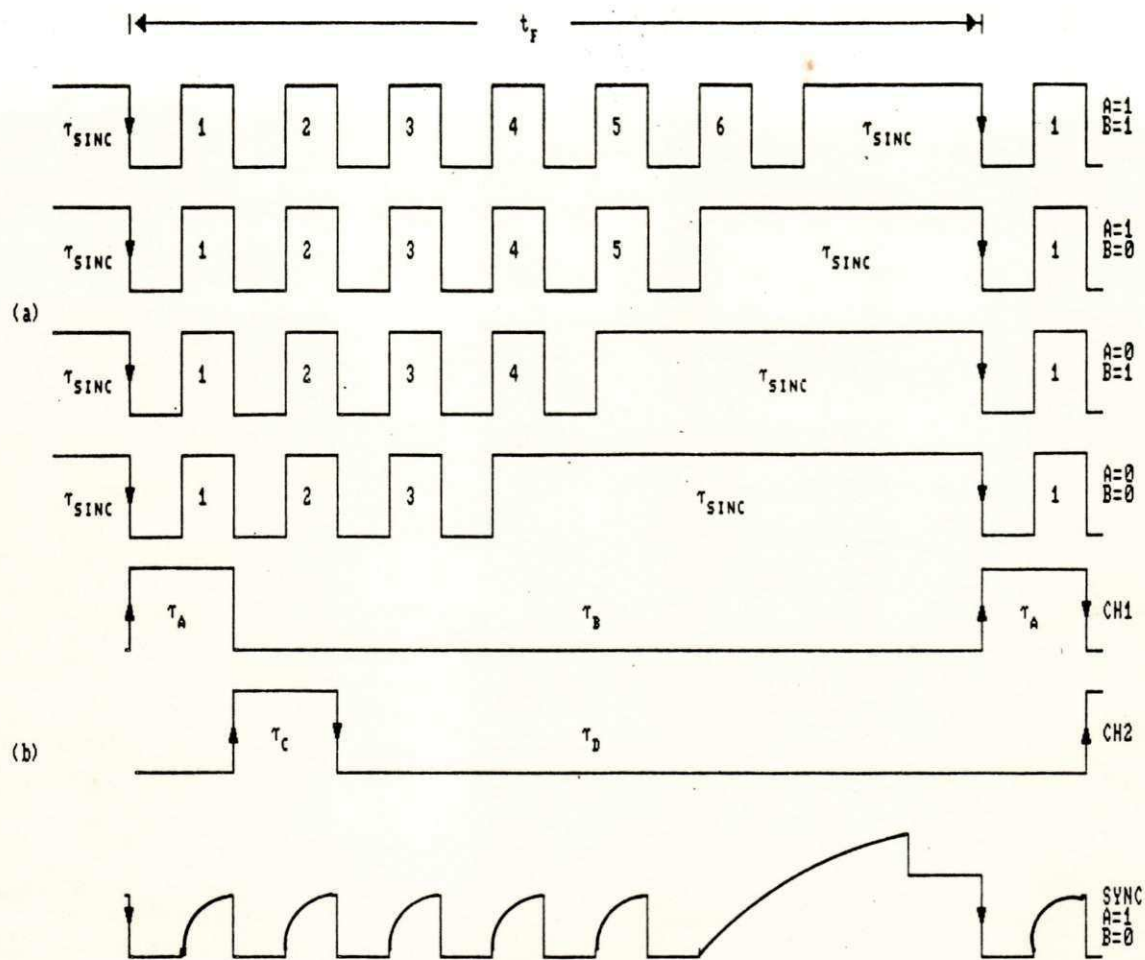 t_F
τ_SINC 1 2 3 4 5 6 τ_SINC 1 A=1
B=1
τ_SINC 1 2 3 4 5 τ_SINC 1 A=1
B=0
(a)
τ_SINC 1 2 3 4 τ_SINC 1 A=0
B=1
τ_SINC 1 2 3 τ_SINC 1 A=0
B=0
τ_A τ_B τ_A CH1
(b) τ_C τ_D CH2
SYNC
A=1
B=0